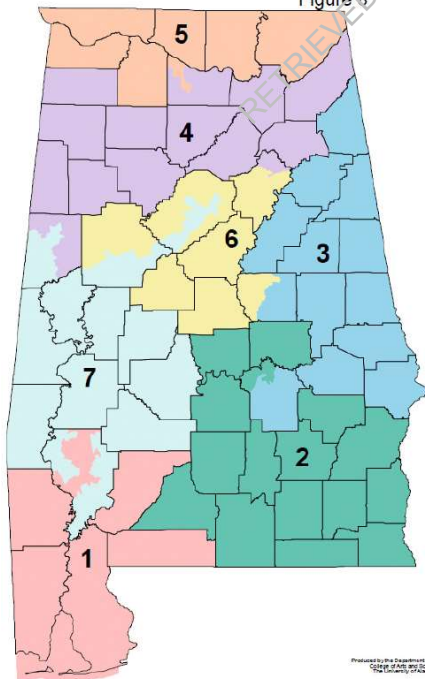 Figure
RETRIEVED
5
4
6
3
7
2
1
Produced by the Department
College of Arts and Sc
The University of Ala